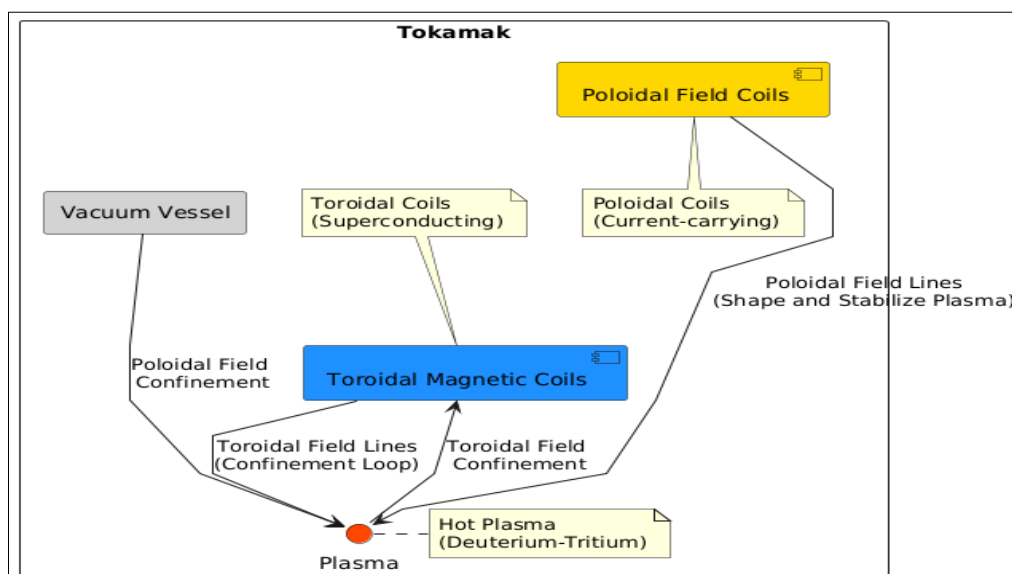 Tokamak
Poloidal Field Coils
Vacuum Vessel
Toroidal Coils
(Superconducting)
Poloidal Coils
(Current-carrying)
Poloidal Field Lines
(Shape and Stabilize Plasma)
Poloidal Field
Confinement
Toroidal Magnetic Coils
Toroidal Field Lines
(Confinement Loop)
Toroidal Field
Confinement
Hot Plasma
(Deuterium-Tritium)
Plasma